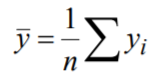 ȳ = 1/n ∑ yᵢ